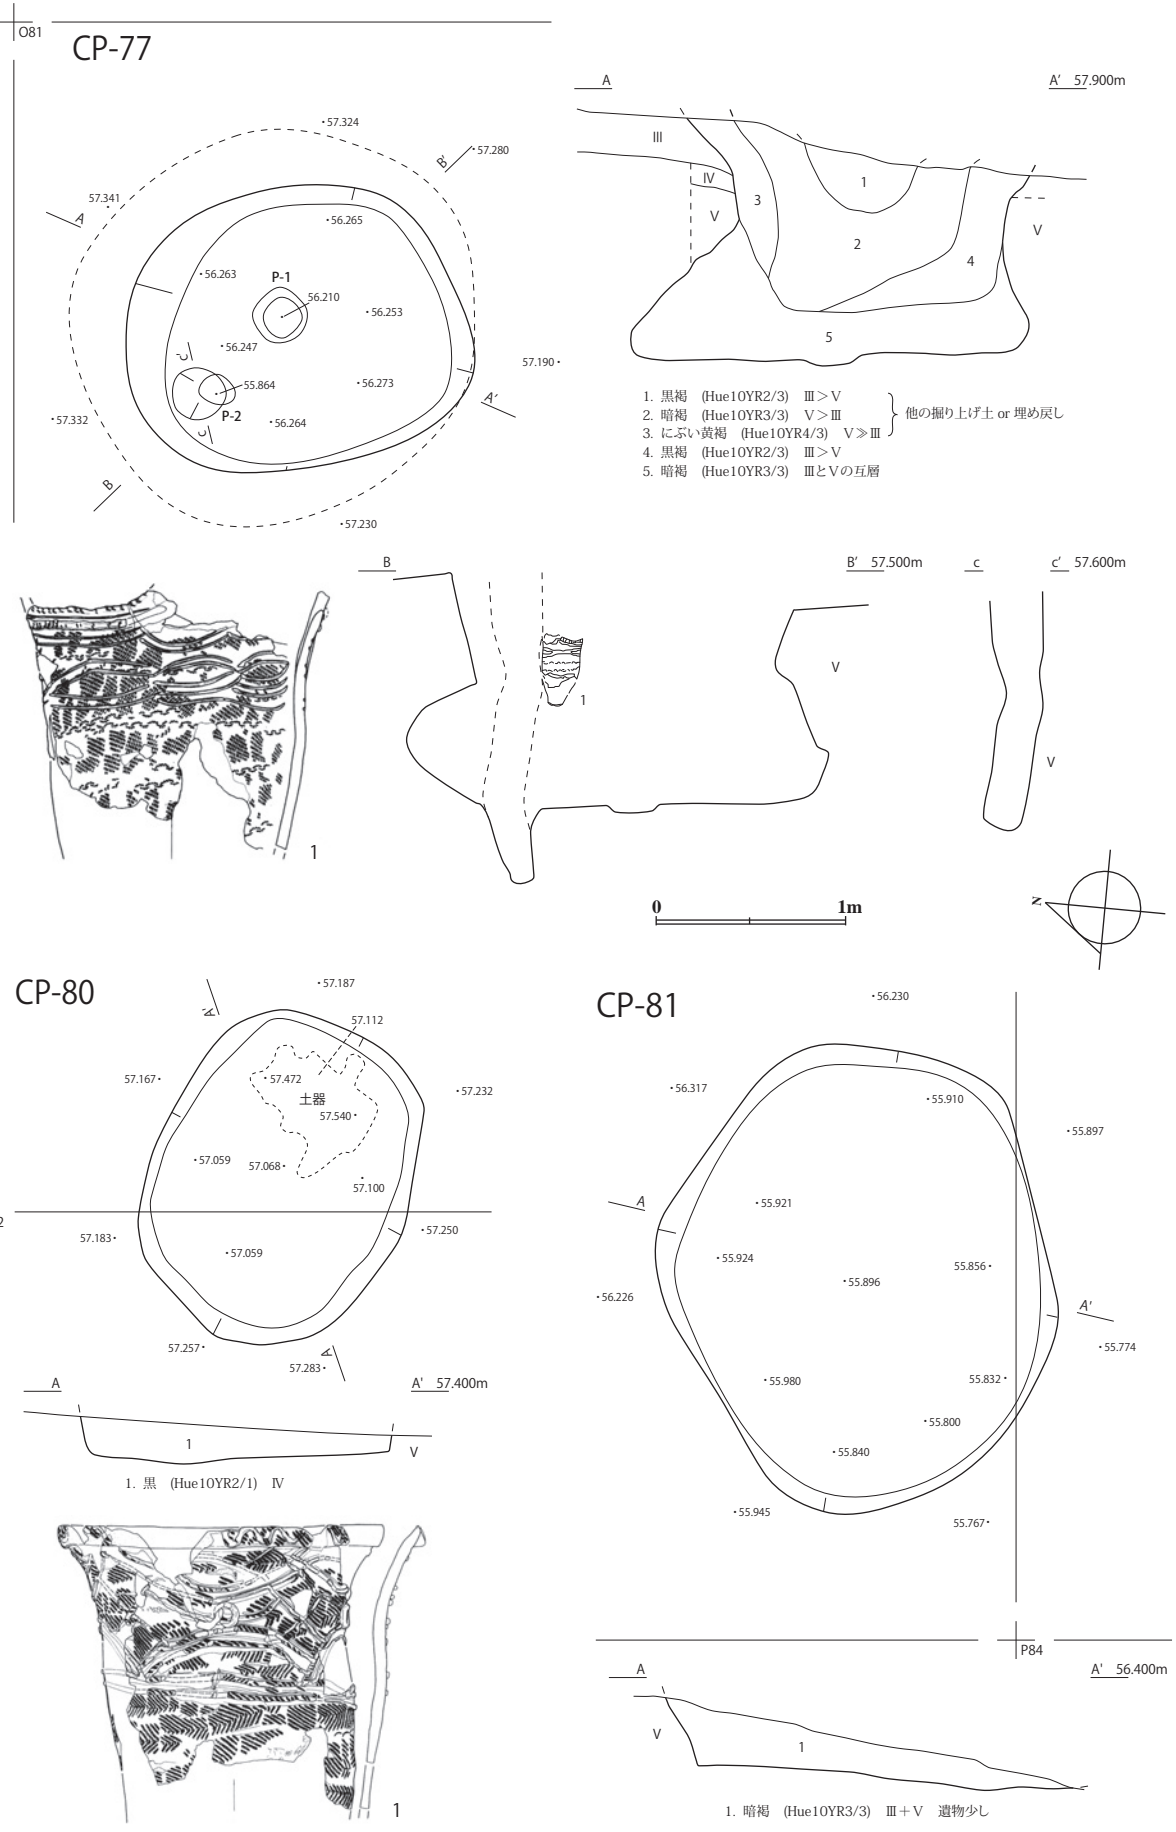 O81
CP-77
A
A' 57.900m
57.324
B'
57.280
57.341
A
56.265
56.263
P-1
56.210
56.253
56.247
c'
55.864
56.273
P-2
56.264
c
57.190
A'
57.332
B
57.230
III
IV
V
3
1
2
4
V
5
1. 黒褐 (Hue10YR2/3) Ⅲ>Ⅴ
2. 暗褐 (Hue10YR3/3) Ⅴ>Ⅲ
3. にぶい黄褐 (Hue10YR4/3) Ⅴ≫Ⅲ
他の掘り上げ土 or 埋め戻し
4. 黒褐 (Hue10YR2/3) Ⅲ>Ⅴ
5. 暗褐 (Hue10YR3/3) ⅢとⅤの互層
B
B' 57.500m
c
c' 57.600m
1
V
V
1
0
1m
N
CP-80
57.187
A'
57.112
57.167
57.472
57.232
土器
57.540
57.059
57.068
57.100
2
57.183
57.059
57.250
57.257
57.283
A
A
A' 57.400m
1
V
1. 黒 (Hue10YR2/1) Ⅳ
1
CP-81
56.230
56.317
55.910
55.897
A
55.921
55.924
55.896
55.856
56.226
A'
55.774
55.980
55.832
55.800
55.840
55.945
55.767
P84
A
A' 56.400m
V
1
1. 暗褐 (Hue10YR3/3) Ⅲ+Ⅴ 遺物少し